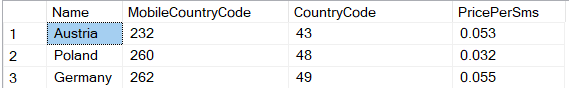 Name MobileCountryCode CountryCode PricePerSms
1 Austria 232 43 0.053
2 Poland 260 48 0.032
3 Germany 262 49 0.055